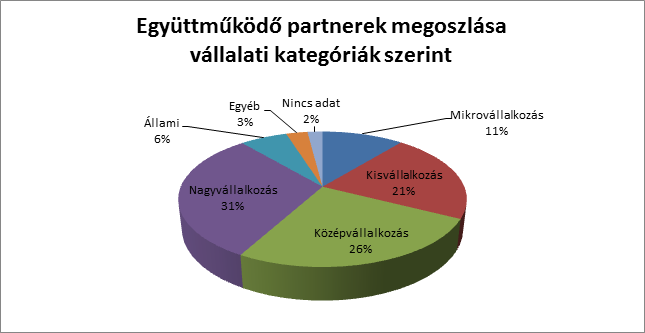 Együttműködő partnerek megoszlása
vállalati kategóriák szerint
Mikrovállalkozás
11%
Kisvállalkozás
21%
Középvállalkozás
26%
Nagyvállalkozás
31%
Állami
6%
Egyéb
3%
Nincs adat
2%